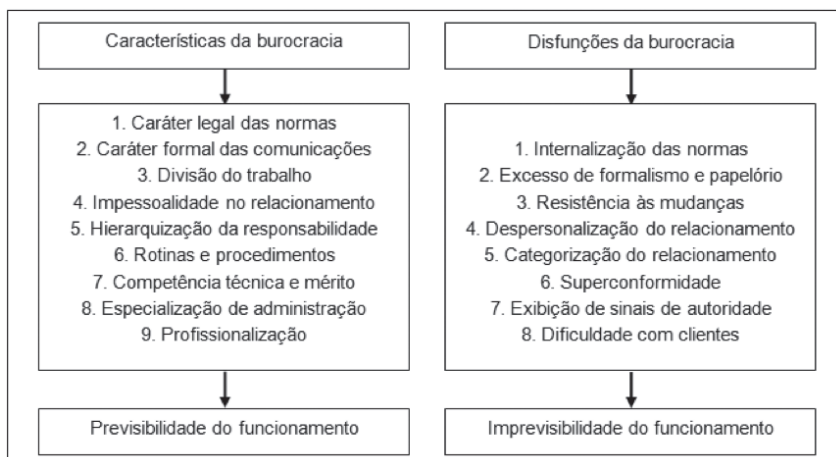 Características da burocracia
1. Caráter legal das normas
2. Caráter formal das comunicações
3. Divisão do trabalho
4. Impessoalidade no relacionamento
5. Hierarquização da responsabilidade
6. Rotinas e procedimentos
7. Competência técnica e mérito
8. Especialização de administração
9. Profissionalização
Previsibilidade do funcionamento
Disfunções da burocracia
1. Internalização das normas
2. Excesso de formalismo e papelório
3. Resistência às mudanças
4. Despersonalização do relacionamento
5. Categorização do relacionamento
6. Superconformidade
7. Exibição de sinais de autoridade
8. Dificuldade com clientes
Imprevisibilidade do funcionamento